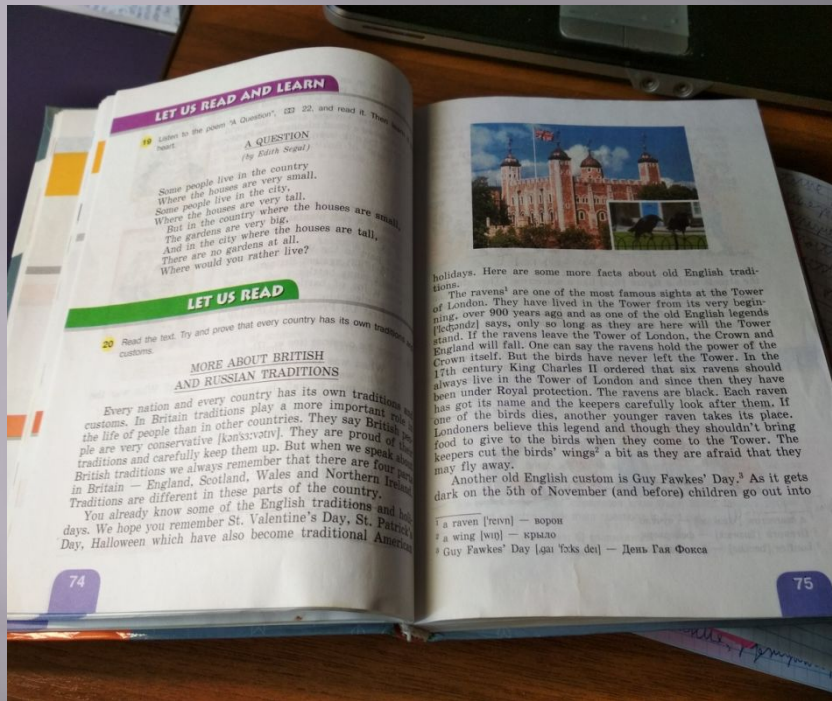 LET US READ AND LEARN
19 Listen to the poem "A Question", 22, and read it. Then
heart.
A QUESTION
(by Edith Segal)
Some people live in the country
Where the houses are very small.
Some people live in the city,
Where the houses are very tall.
But in the country where the houses are small,
The gardens are very big,
And in the city where the houses are tall,
There are no gardens at all.
Where would you rather live?
LET US READ
20 Read the text. Try and prove that every country has its own traditions and
customs.
MORE ABOUT BRITISH
AND RUSSIAN TRADITIONS
Every nation and every country has its own traditions and
customs. In Britain traditions play a more important role in
the life of people than in other countries. They say British peo-
ple are very conservative [kən'sɜ:vətɪv]. They are proud of their
traditions and carefully keep them up. But when we speak about
British traditions we always remember that there are four parts
in Britain — England, Scotland, Wales and Northern Ireland.
Traditions are different in these parts of the country.
You already know some of the English traditions and holi-
days. We hope you remember St. Valentine's Day, St. Patrick's
Day, Halloween which have also become traditional American
74
holidays. Here are some more facts about old English tradi-
tions.
The ravens¹ are one of the most famous sights at the Tower
of London. They have lived in the Tower from its very begin-
ning, over 900 years ago and as one of the old English legends
['ledʒəndz] says, only so long as they are here will the Tower
stand. If the ravens leave the Tower of London, the Crown and
England will fall. One can say the ravens hold the power of the
Crown itself. But the birds have never left the Tower. In the
17th century King Charles II ordered that six ravens should
always live in the Tower of London and since then they have
been under Royal protection. The ravens are black. Each raven
has got its name and the keepers carefully look after them. If
one of the birds dies, another younger raven takes its place.
Londoners believe this legend and though they shouldn't bring
food to give to the birds when they come to the Tower. The
keepers cut the birds' wings² a bit as they are afraid that they
may fly away.
Another old English custom is Guy Fawkes' Day.³ As it gets
dark on the 5th of November (and before) children go out into
¹ a raven ['reɪvn] — ворон
² a wing [wɪŋ] — крыло
³ Guy Fawkes' Day [ˌgaɪ 'fɔ:ks deɪ] — День Гая Фокса
75